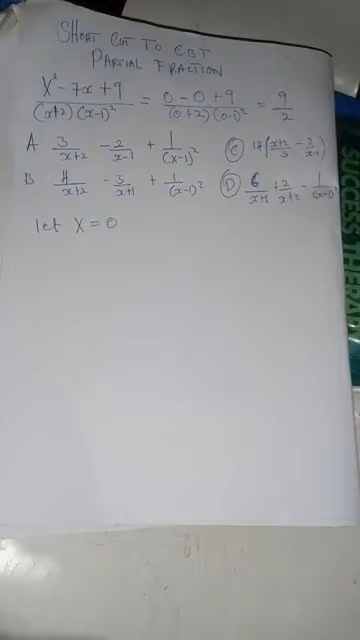 SHORT CUT TO CBT
PARTIAL FRACTION
x² - 7x + 9 / (x+2)(x-1)² = 0 - 0 + 9 / (0+2)(0-1)² = 9/2
A 3/x+2 - 2/x-1 + 1/(x-1)²
B 4/x+2 - 3/x+1 + 1/(x-1)²
C
D 6/x+1 + 2/x+2 - 1
let X = 0
SUCCESS